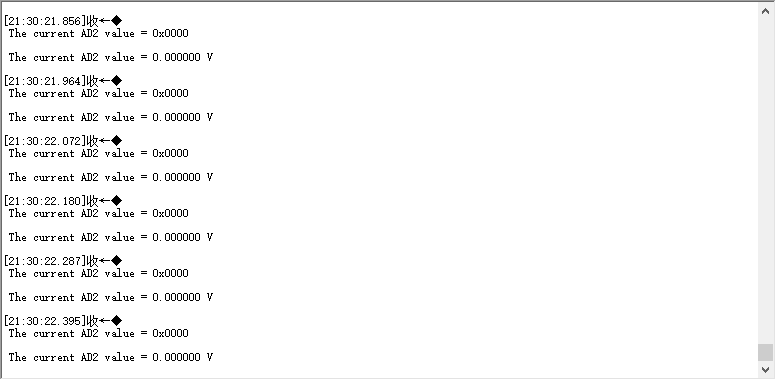 [21:30:21.856]收←◆
The current AD2 value = 0x0000
The current AD2 value = 0.000000 V
[21:30:21.964]收←◆
The current AD2 value = 0x0000
The current AD2 value = 0.000000 V
[21:30:22.072]收←◆
The current AD2 value = 0x0000
The current AD2 value = 0.000000 V
[21:30:22.180]收←◆
The current AD2 value = 0x0000
The current AD2 value = 0.000000 V
[21:30:22.287]收←◆
The current AD2 value = 0x0000
The current AD2 value = 0.000000 V
[21:30:22.395]收←◆
The current AD2 value = 0x0000
The current AD2 value = 0.000000 V